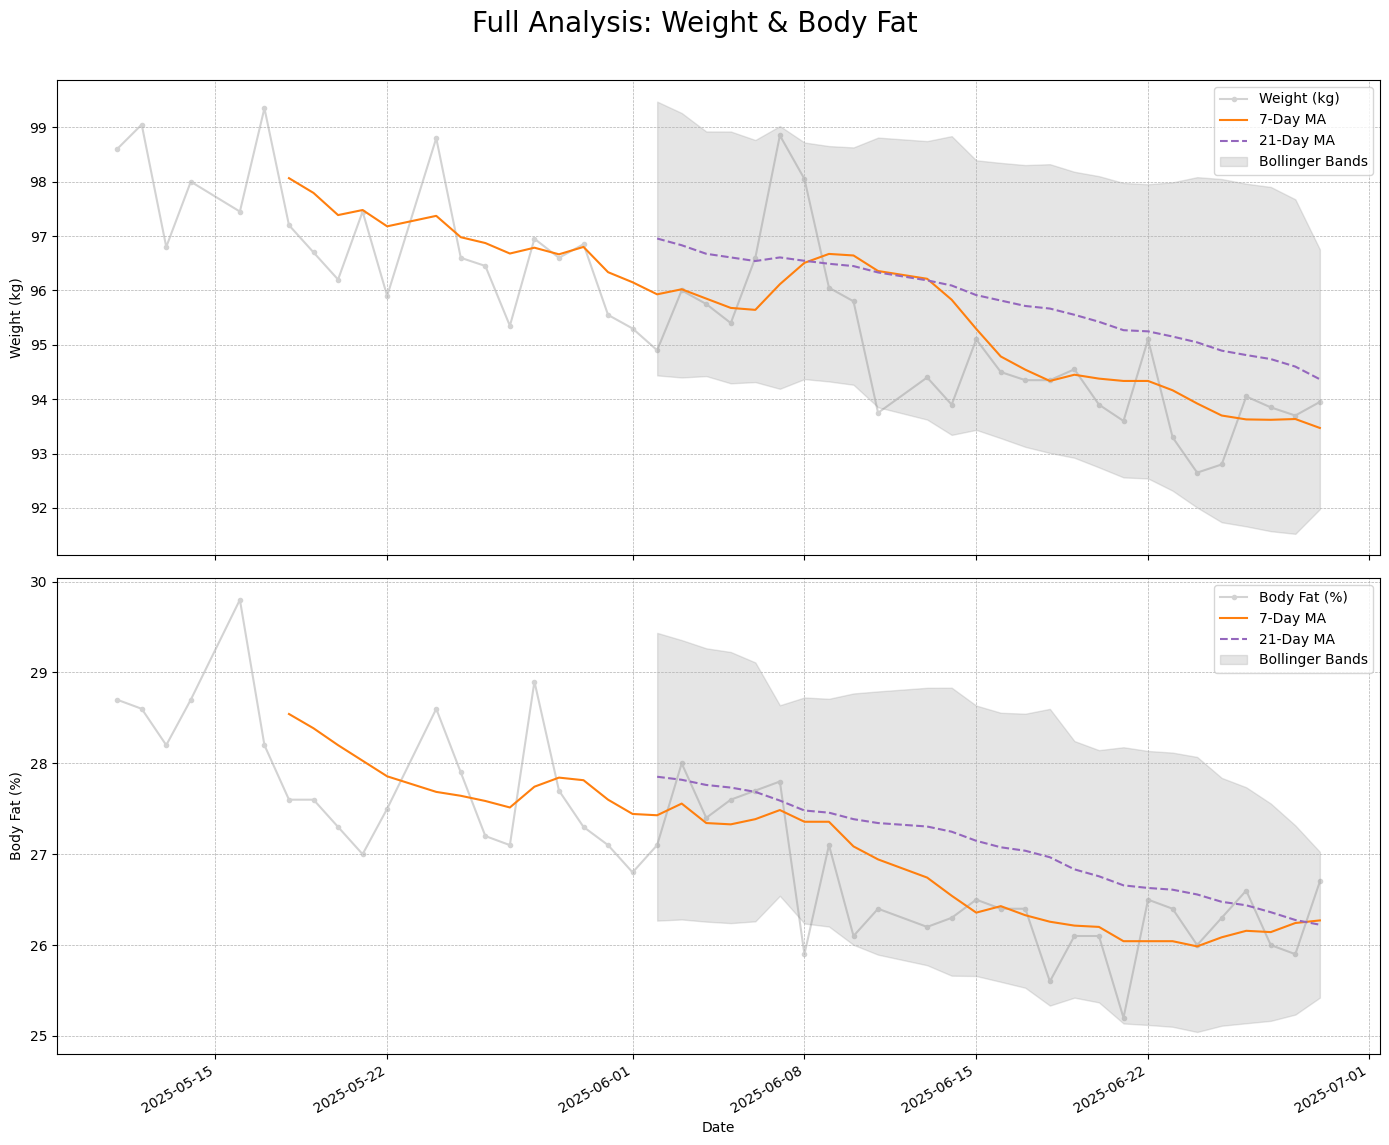 Full Analysis: Weight & Body Fat
Weight (kg)
99
98
97
96
95
94
93
92
Weight (kg)
7-Day MA
21-Day MA
Bollinger Bands
Body Fat (%)
30
29
28
27
26
25
Body Fat (%)
7-Day MA
21-Day MA
Bollinger Bands
2025-05-15
2025-05-22
2025-06-01
2025-06-08
2025-06-15
2025-06-22
2025-07-01
Date